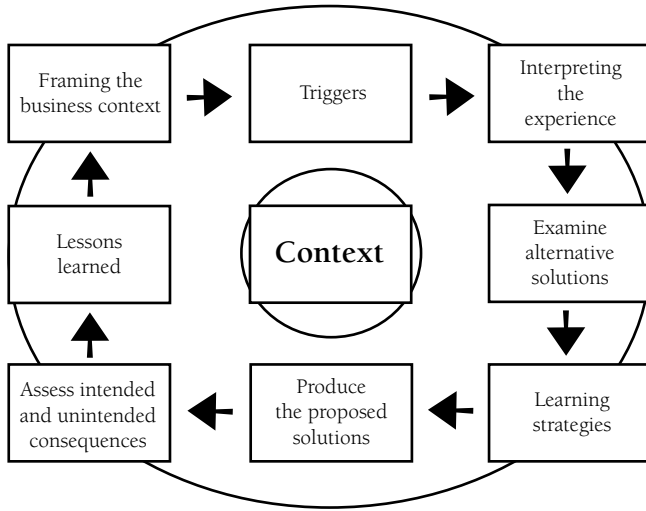 Framing the
business context
Triggers
Interpreting
the
experience
Lessons
learned
Context
Examine
alternative
solutions
Assess intended
and unintended
consequences
Produce
the proposed
solutions
Learning
strategies